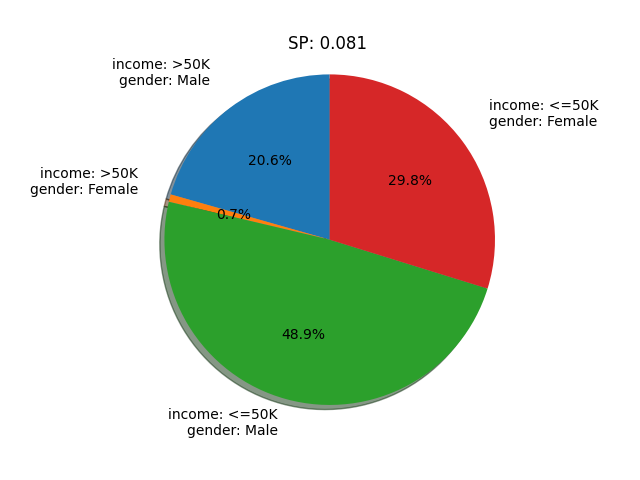 SP: 0.081
income: >50K
gender: Male
income: <=50K
gender: Female
20.6%
29.8%
income: >50K
gender: Female
0.7%
48.9%
income: <=50K
gender: Male